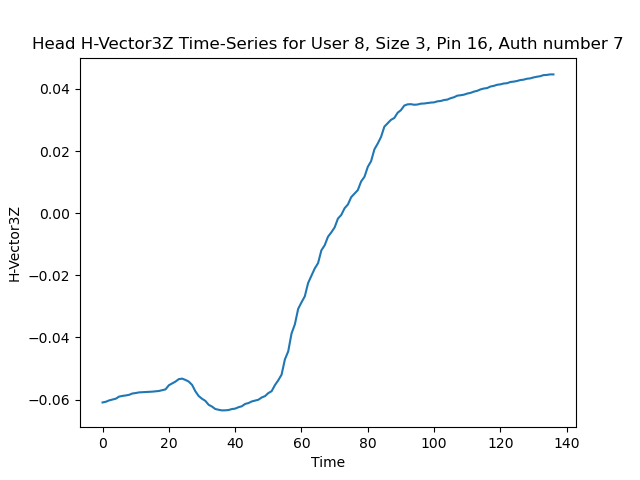 Head H-Vector3Z Time-Series for User 8, Size 3, Pin 16, Auth number 7
0.04
0.02
0.00
−0.02
−0.04
−0.06
H-Vector3Z
0 20 40 60 80 100 120 140
Time